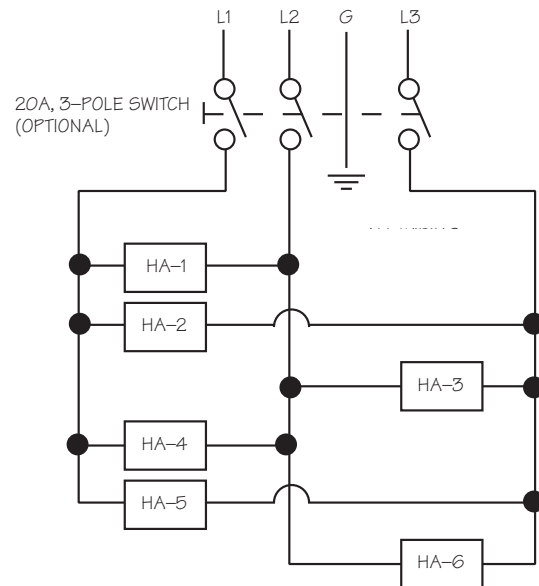 L1 L2 G L3
20A, 3–POLE SWITCH
(OPTIONAL)
HA–1
HA–2
HA–3
HA–4
HA–5
HA–6